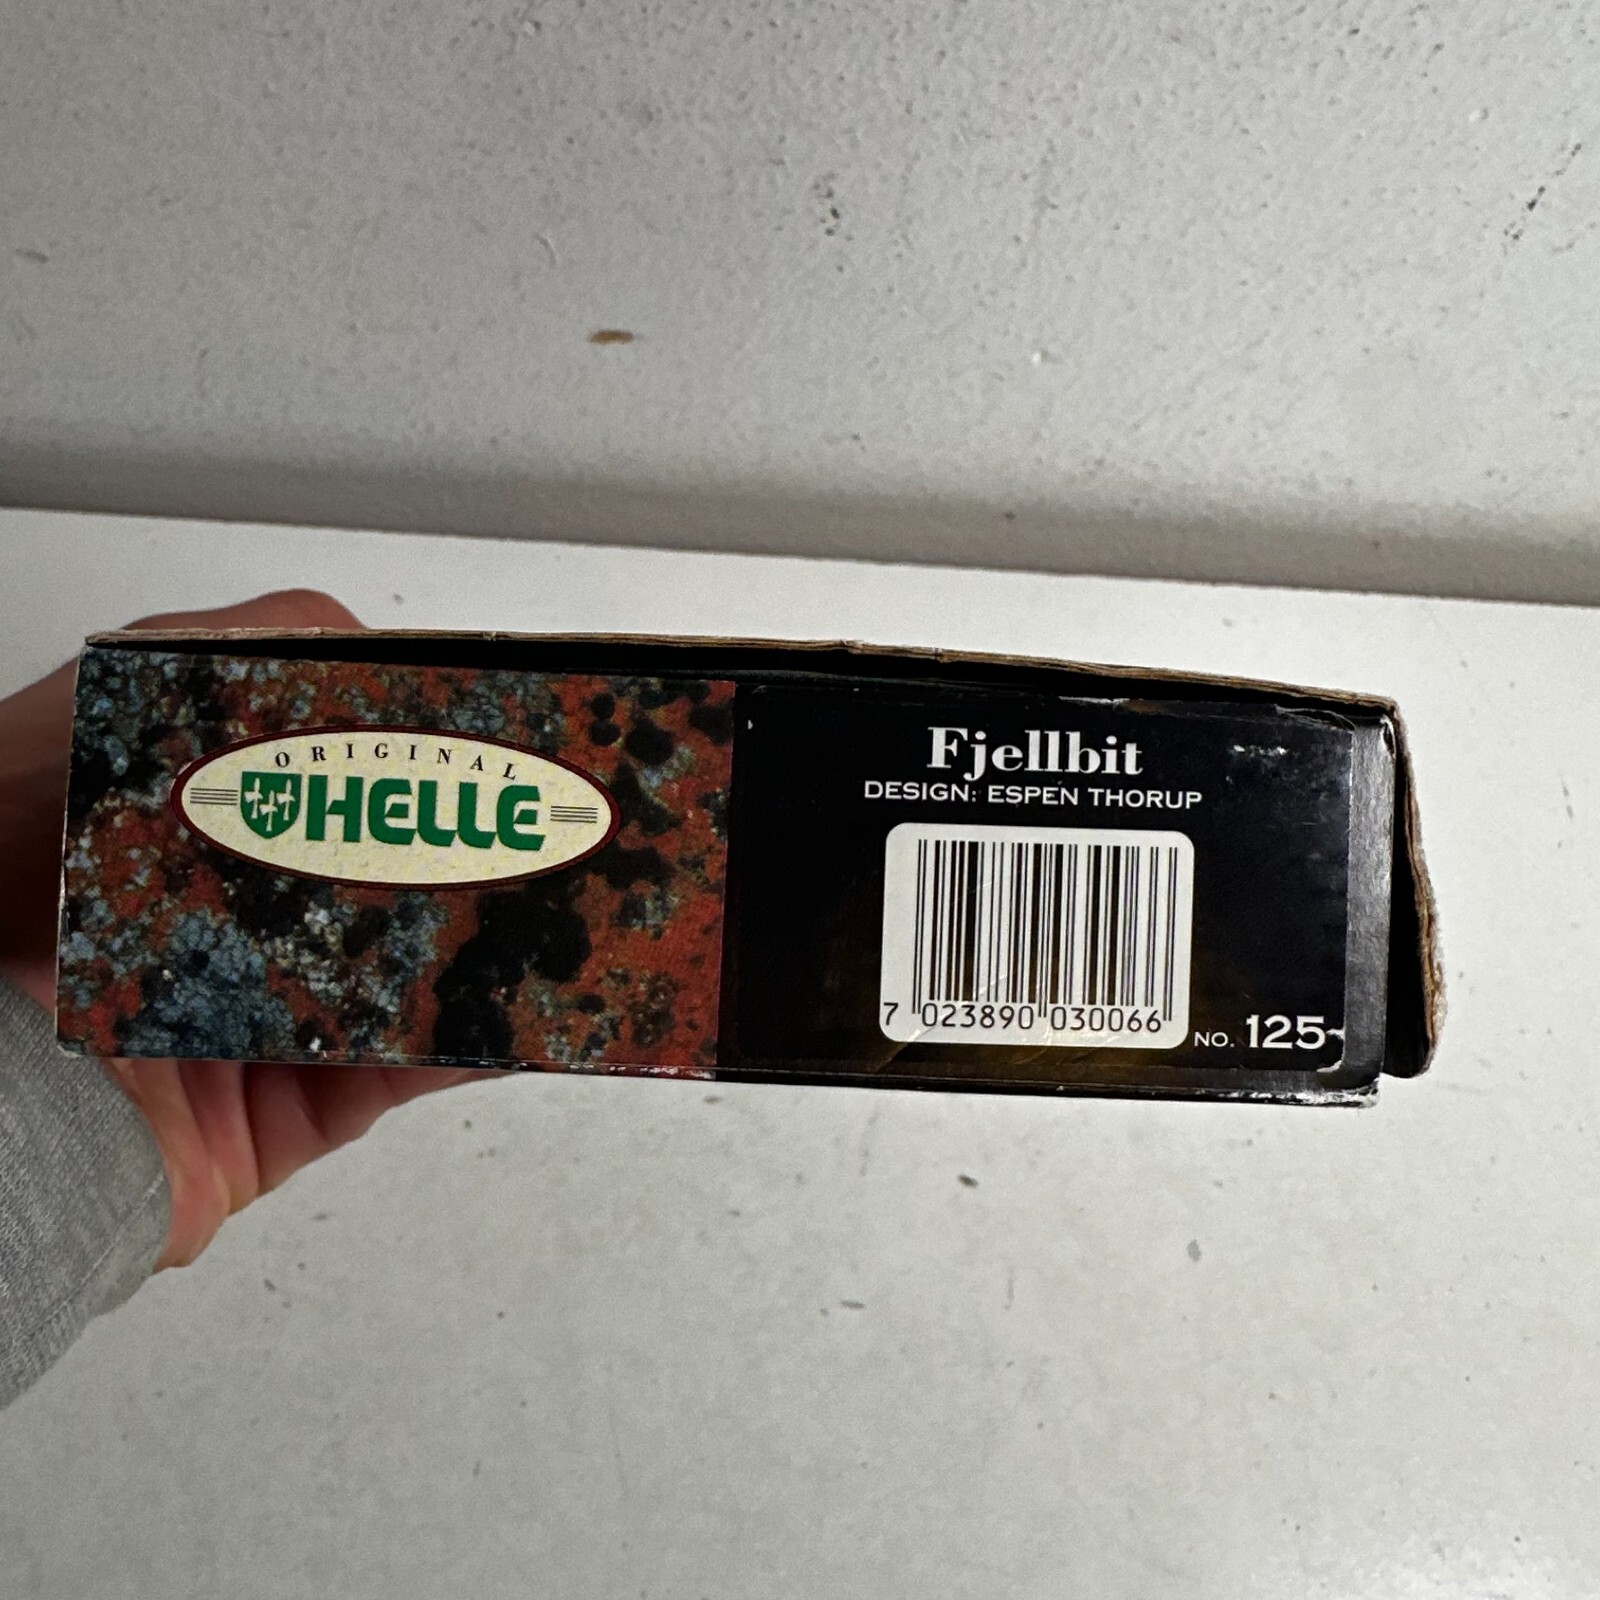 ORIGINAL
HELLE
Fjellbit
DESIGN: ESPEN THORUP
7 023890 030066
NO. 125